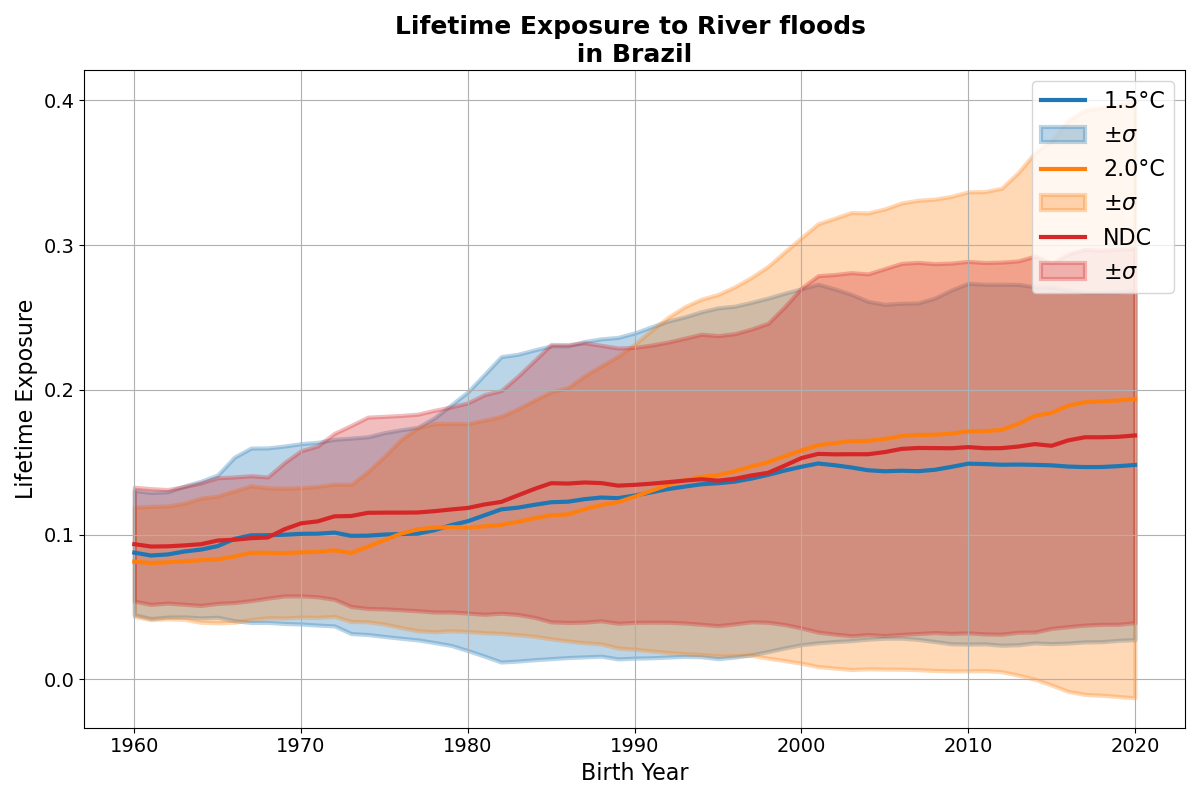 Lifetime Exposure to River floods
in Brazil
Lifetime Exposure
0.4
0.3
0.2
0.1
0.0
1960 1970 1980 1990 2000 2010 2020
Birth Year
1.5°C
±σ
2.0°C
±σ
NDC
±σ